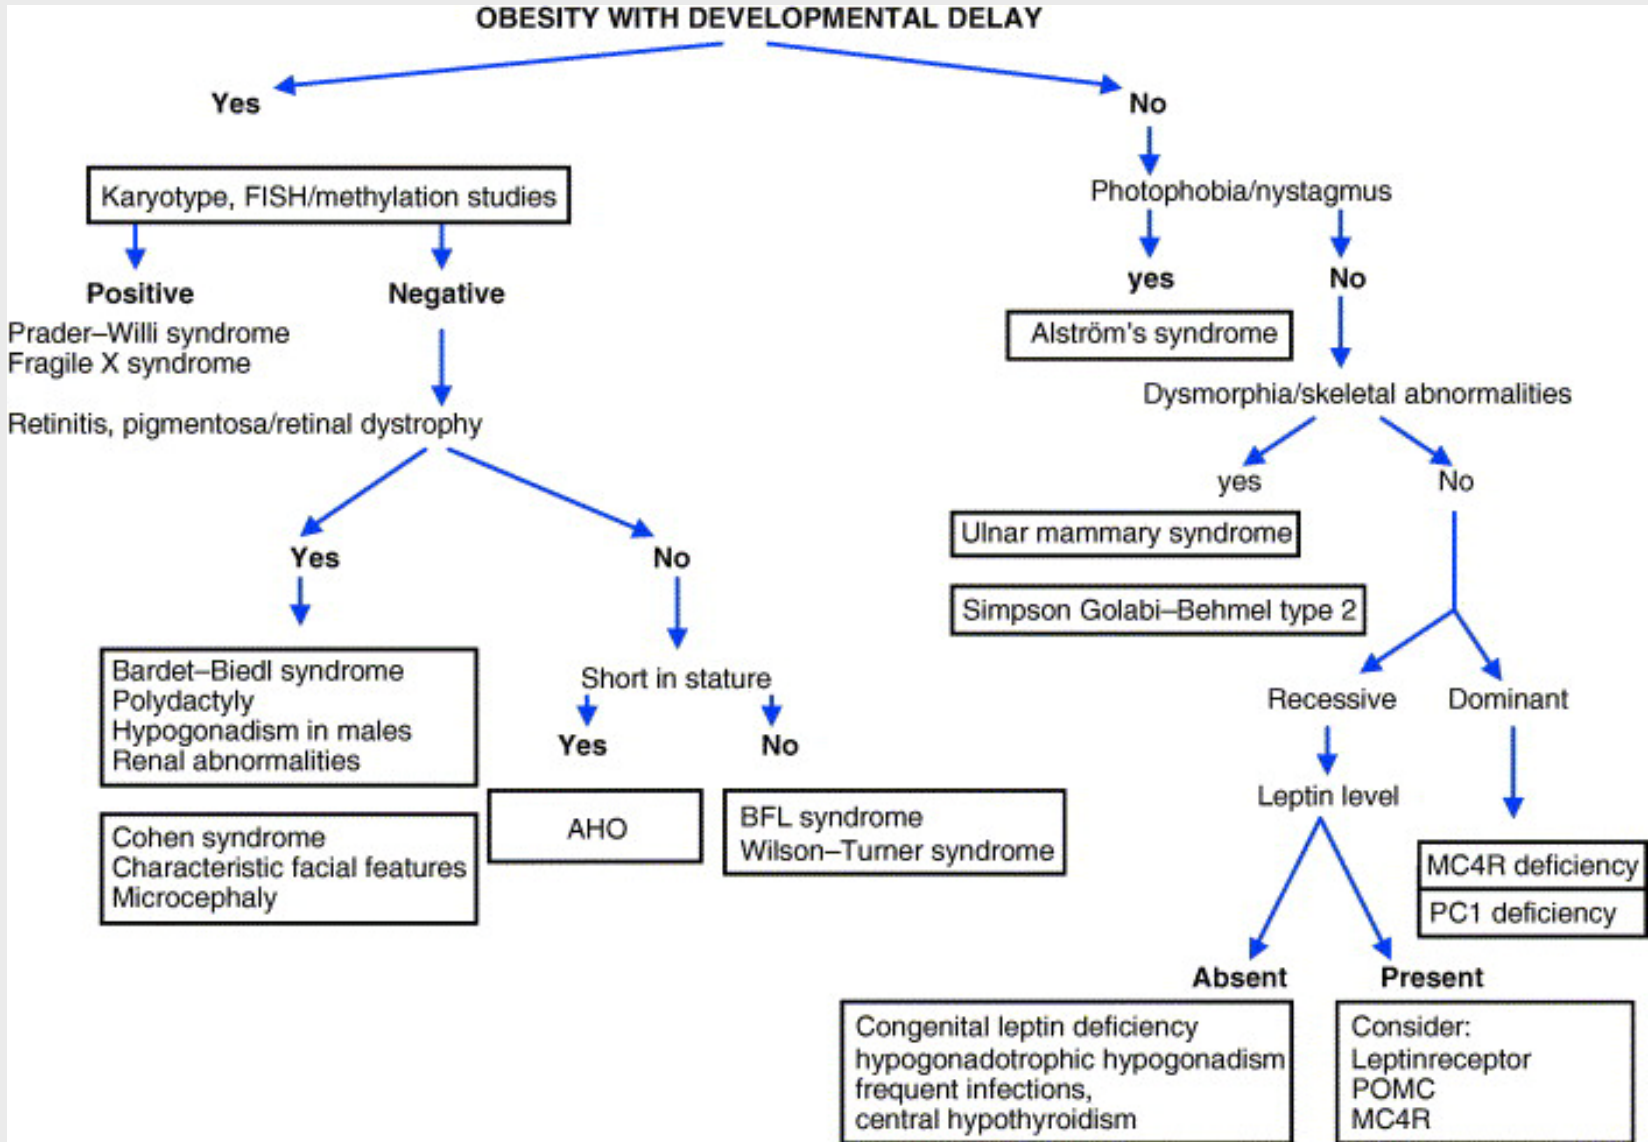 OBESITY WITH DEVELOPMENTAL DELAY
Yes
No
Karyotype, FISH/methylation studies
Photophobia/nystagmus
Positive
Negative
yes
No
Prader–Willi syndrome
Fragile X syndrome
Alström's syndrome
Retinitis, pigmentosa/retinal dystrophy
Dysmorphia/skeletal abnormalities
yes
No
Ulnar mammary syndrome
Simpson Golabi–Behmel type 2
Yes
No
Bardet–Biedl syndrome
Polydactyly
Hypogonadism in males
Renal abnormalities
Short in stature
Yes
No
Recessive
Dominant
Leptin level
Cohen syndrome
Characteristic facial features
Microcephaly
AHO
BFL syndrome
Wilson–Turner syndrome
MC4R deficiency
PC1 deficiency
Absent
Present
Congenital leptin deficiency
hypogonadotrophic hypogonadism
frequent infections,
central hypothyroidism
Consider:
Leptinreceptor
POMC
MC4R